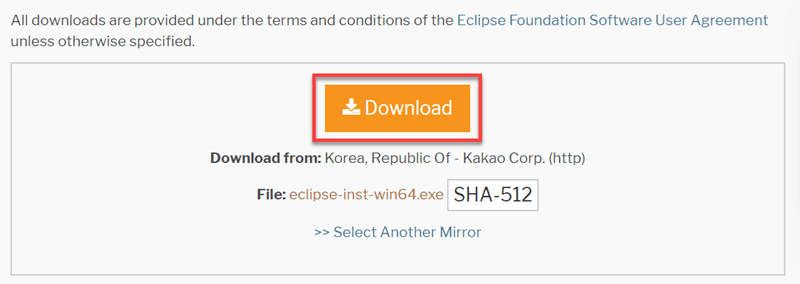 All downloads are provided under the terms and conditions of the Eclipse Foundation Software User Agreement
unless otherwise specified.
Download
Download from: Korea, Republic Of - Kakao Corp. (http)
File: eclipse-inst-win64.exe SHA-512
>> Select Another Mirror